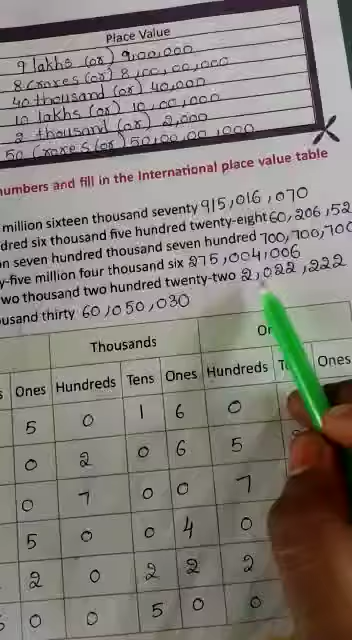 Place Value
9 lakhs (or) 9,00,000
8 Crores (or) 8,00,00,000
40 thousand (or) 40,000
10 lakhs (or) 10,00,000
2 thousand (or) 2,000
50 Crores (or) 50,00,00,000
numbers and fill in the International place value table
million sixteen thousand seventy 915,016,070
dred six thousand five hundred twenty-eight 60,206,52
n seven hundred thousand seven hundred 700,700,700
y-five million four thousand six 275,004,006
wo thousand two hundred twenty-two 2,022,222
usand thirty 60,050,030
Thousands
Ones Hundreds Tens Ones Hundreds Ones
5 0 1 6 0
0 2 0 6 5
0 7 0 0 7
5 0 0 4 0
2 0 2 2 2
0 0 5 0 0